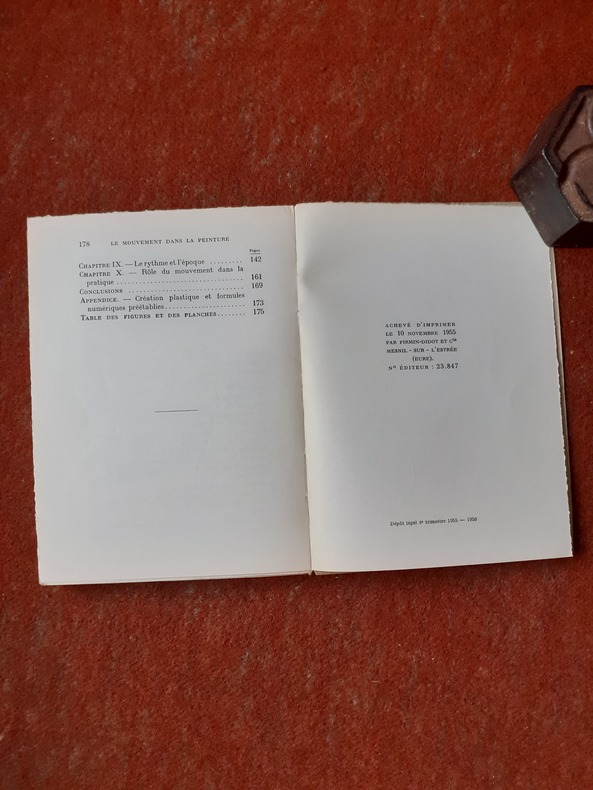 178 LE MOUVEMENT DANS LA PEINTURE
Pages
CHAPITRE IX. — Le rythme et l'époque ......... 142
CHAPITRE X. — Rôle du mouvement dans la
pratique .............................. 161
CONCLUSIONS ............................ 169
APPENDICE. — Création plastique et formules
numeriques préétablies..................... 173
TABLE DES FIGURES ET DES PLANCHES........ 175
ACHEVÉ D'IMPRIMER
LE 10 NOVEMBRE 1955
PAR FIRMIN-DIDOT ET Cie
MESNIL - SUR - L'ESTRÉE
(EURE).
No ÉDITEUR : 23.847
Dépôt légal 4e trimestre 1955 — 1950